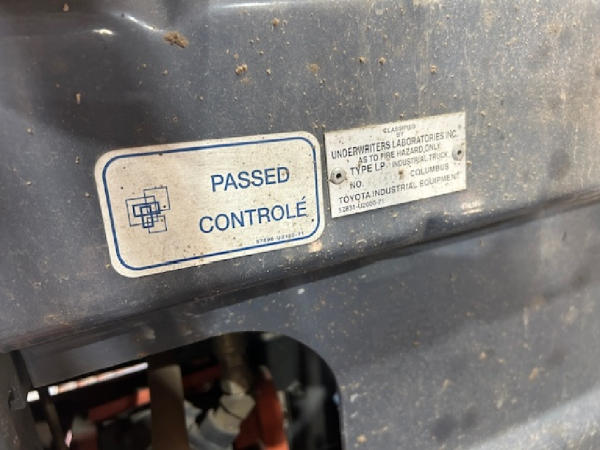 PASSED
CONTROLÉ
CLASSIFIED
BY
UNDERWRITERS LABORATORIES INC.
AS TO FIRE HAZARD ONLY.
TYPE LP INDUSTRIAL TRUCK
NO. COLUMBUS
TOYOTA INDUSTRIAL EQUIPMENT